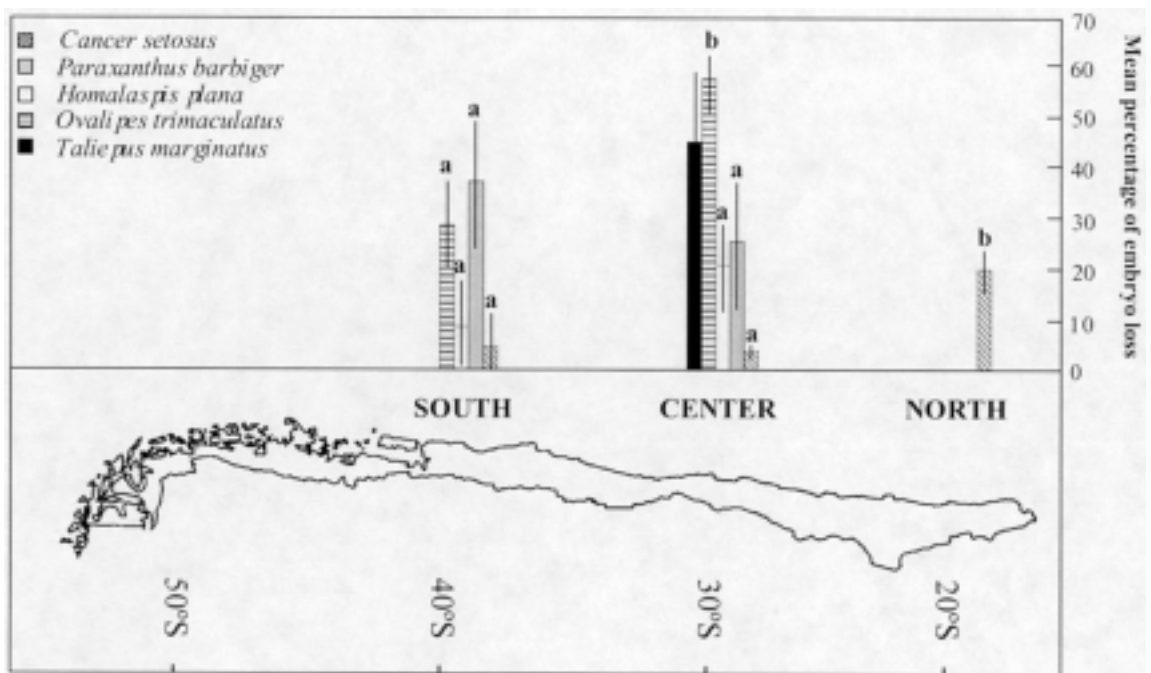 Cancer setosus
Paraxanthus barbiger
Homalaspis plana
Ovalipes trimaculatus
Taliepus marginatus
a
a
a
a
b
a
a
a
b
70
60
50
40
30
20
10
0
Mean percentage of embryo loss
SOUTH
CENTER
NORTH
50°S
40°S
30°S
20°S